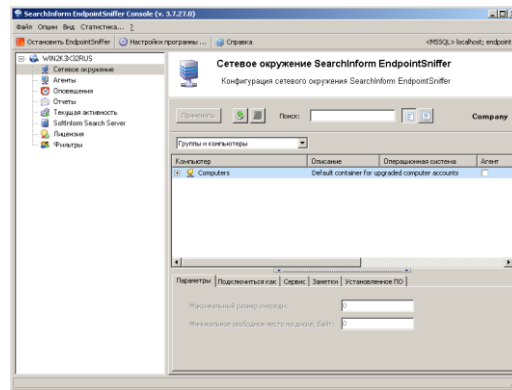 SearchInform EndpointSniffer Console (v. 3.7.27.0)
Файл Опции Вид Статистика... ?
Остановить EndpointSniffer Настройки программы ... Справка <MSSQL> localhost; endpoint
WIN2K3X32RUS
Сетевое окружение
Агенты
Оповещения
Отчеты
Текущая активность
SoftInform Search Server
Лицензия
Фильтры
Сетевое окружение SearchInform EndpointSniffer
Конфигурация сетевого окружения SearchInform EndpointSniffer
Применить Поиск: Company
Группы и компьютеры
Компьютер Описание Операционная система Агент
Computers Default container for upgraded computer accounts
Параметры Подключиться как Сервис Заметки Установленное ПО
Максимальный размер очереди: 0
Минимальное свободное место на диске, байт: 0